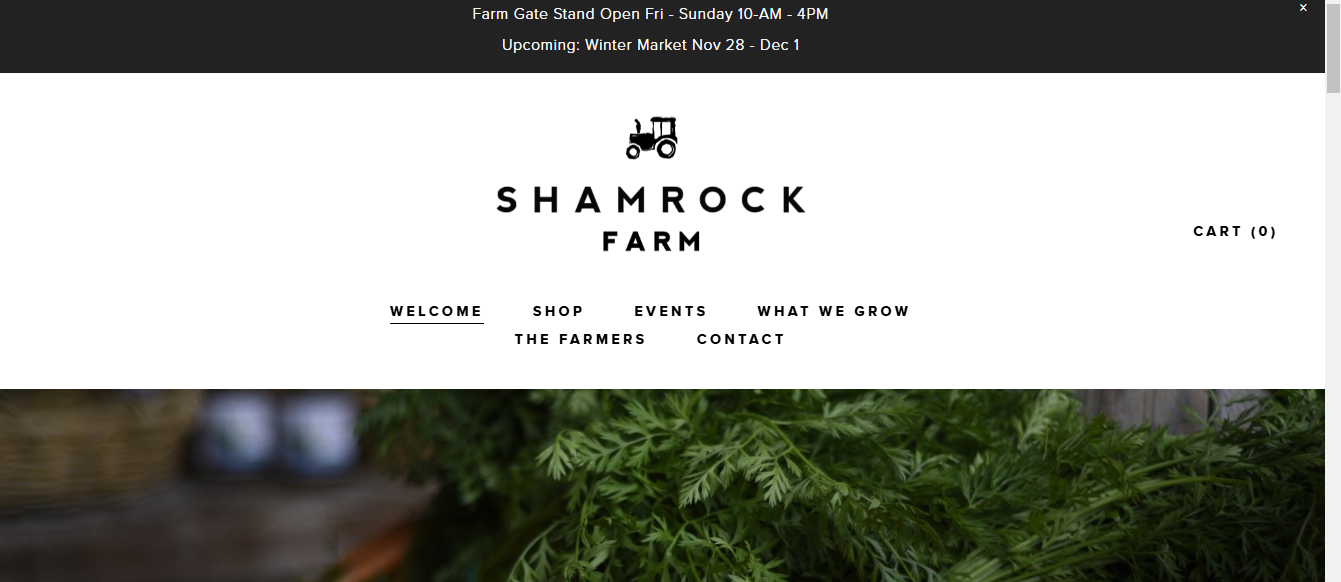 Farm Gate Stand Open Fri - Sunday 10-AM - 4PM
x
Upcoming: Winter Market Nov 28 - Dec 1
SHAMROCK
FARM
CART (0)
WELCOME SHOP EVENTS WHAT WE GROW
THE FARMERS CONTACT